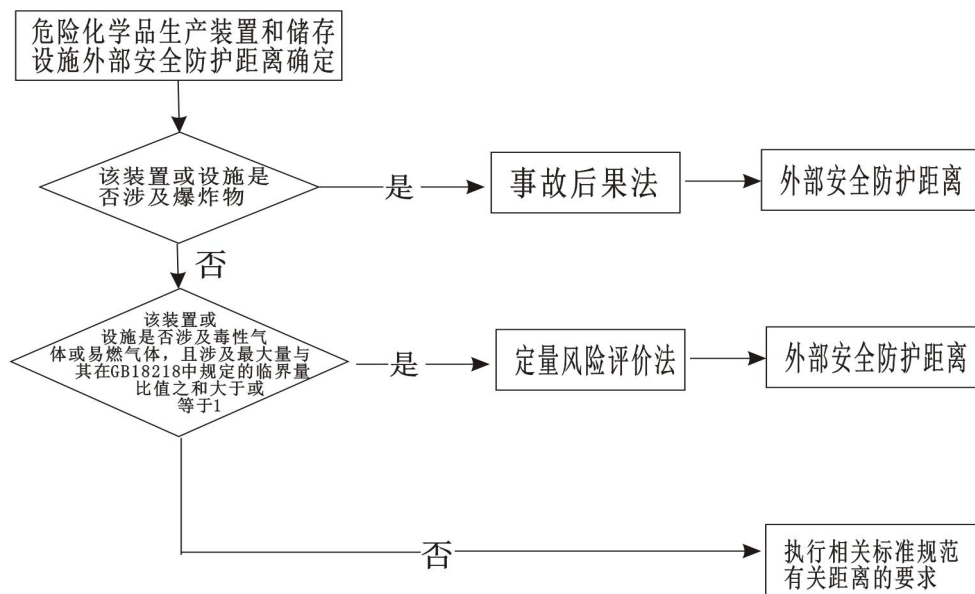 危险化学品生产装置和储存
设施外部安全防护距离确定
该装置或设施是
否涉及爆炸物
是
事故后果法
外部安全防护距离
否
该装置或
设施是否涉及毒性气
体或易燃气体，且涉及最大量与
其在GB18218中规定的临界量
比值之和大于或
等于1
是
定量风险评价法
外部安全防护距离
否
执行相关标准规范
有关距离的要求